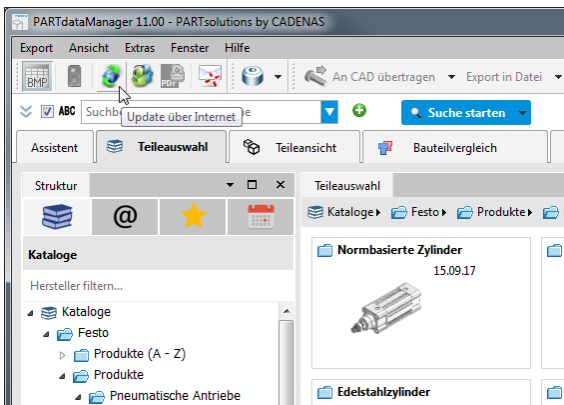 PARTdataManager 11.00 - PARTsolutions by CADENAS
Export Ansicht Extras Fenster Hilfe
BMP PDF An CAD übertragen Export in Datei
ABC Suche starten
Update über Internet
Assistent Teileauswahl Teileansicht Bauteilvergleich
Struktur
Teileauswahl
@
Kataloge Festo Produkte
Kataloge
Normbasierte Zylinder
15.09.17
Hersteller filtern...
Kataloge
Festo
Produkte (A - Z)
Produkte
Pneumatische Antriebe
Edelstahlzylinder